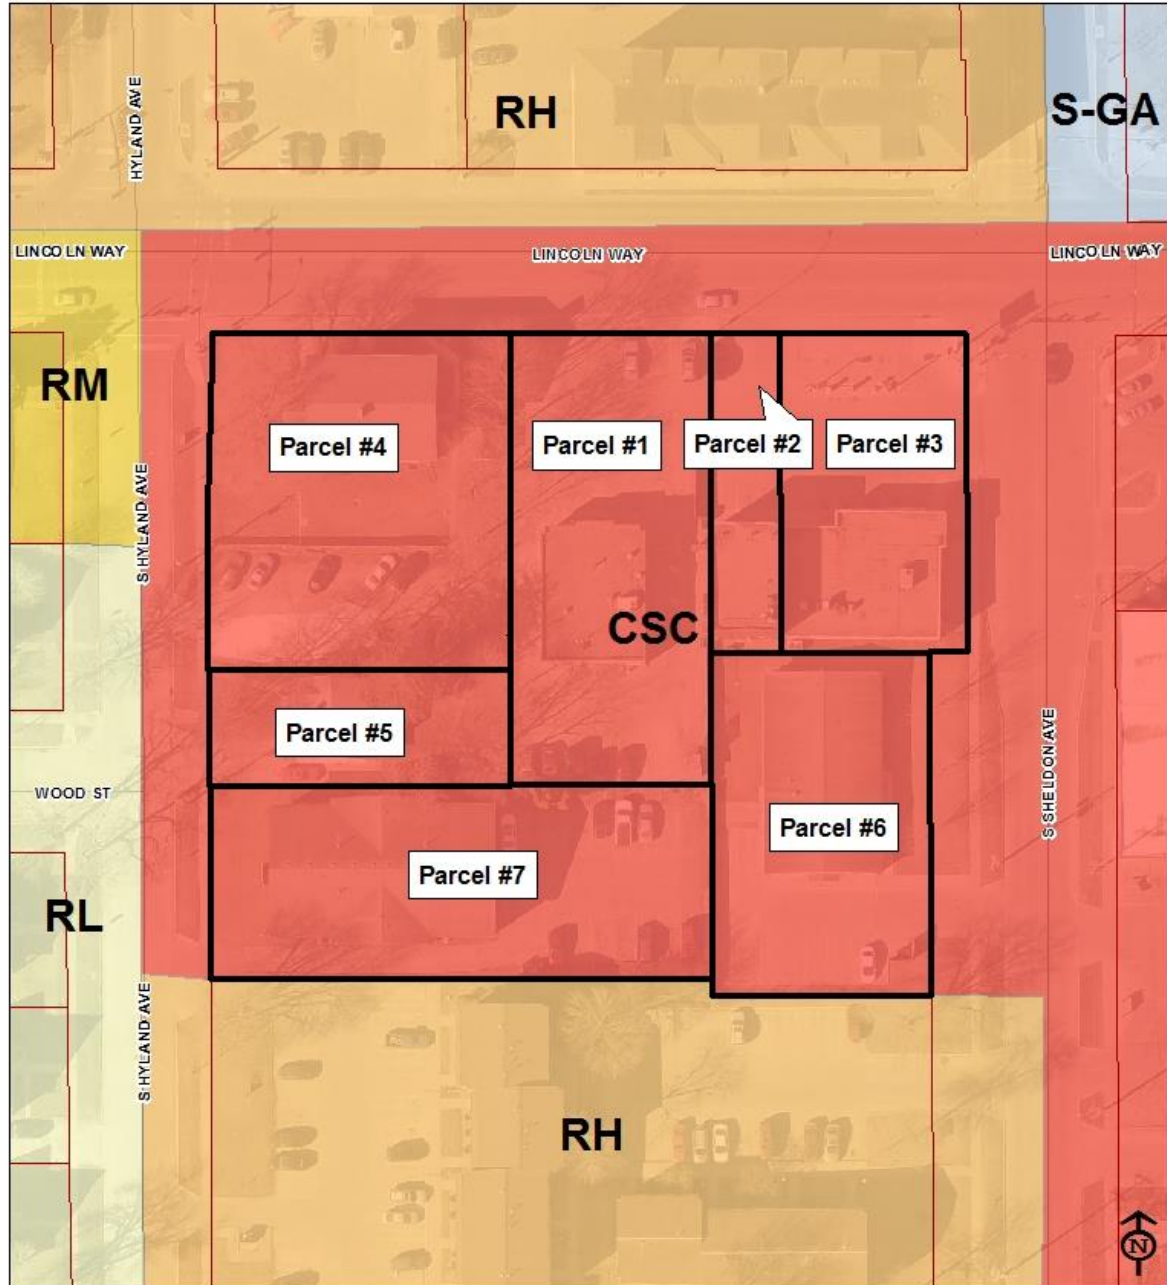 HYLAND AVE
RH
S-GA
LINCOLN WAY
LINCOLN WAY
LINCOLN WAY
RM
Parcel #4
Parcel #1
Parcel #2
Parcel #3
S HYLAND AVE
CSC
Parcel #5
WOOD ST
S SHELDON AVE
Parcel #6
Parcel #7
RL
S HYLAND AVE
RH
N